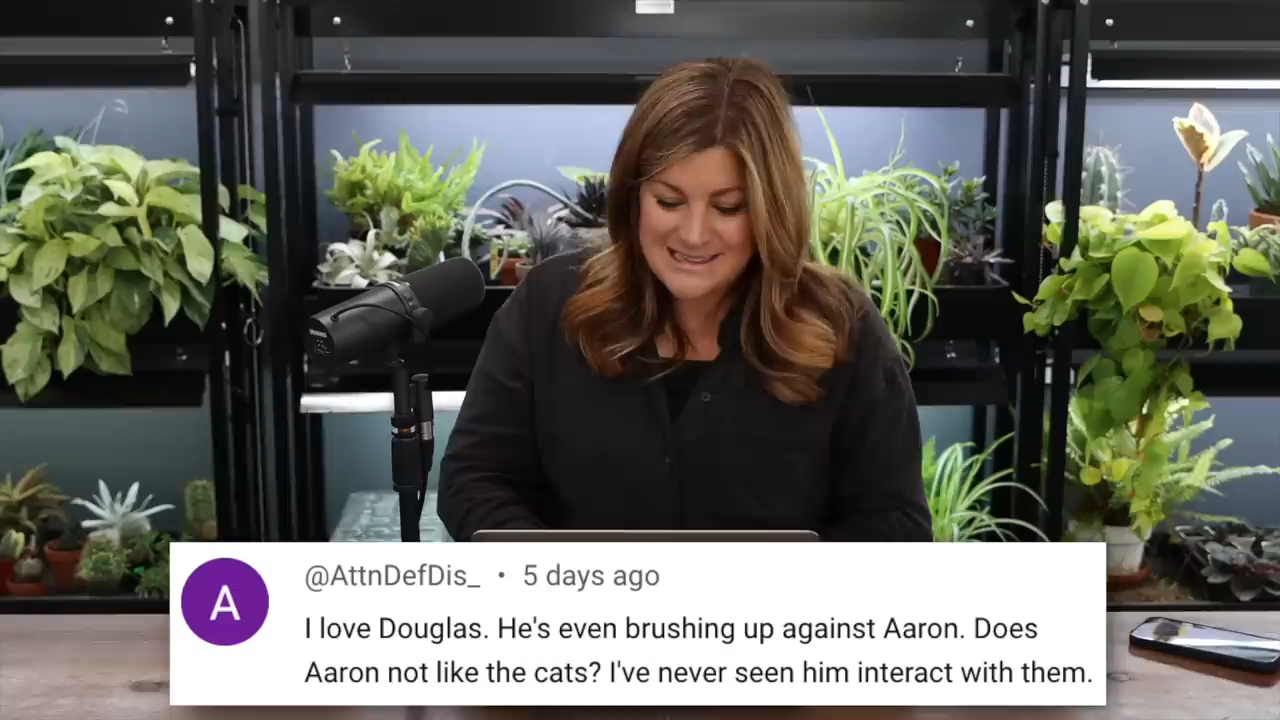 A
@AttnDefDis_ • 5 days ago
I love Douglas. He's even brushing up against Aaron. Does
Aaron not like the cats? I've never seen him interact with them.